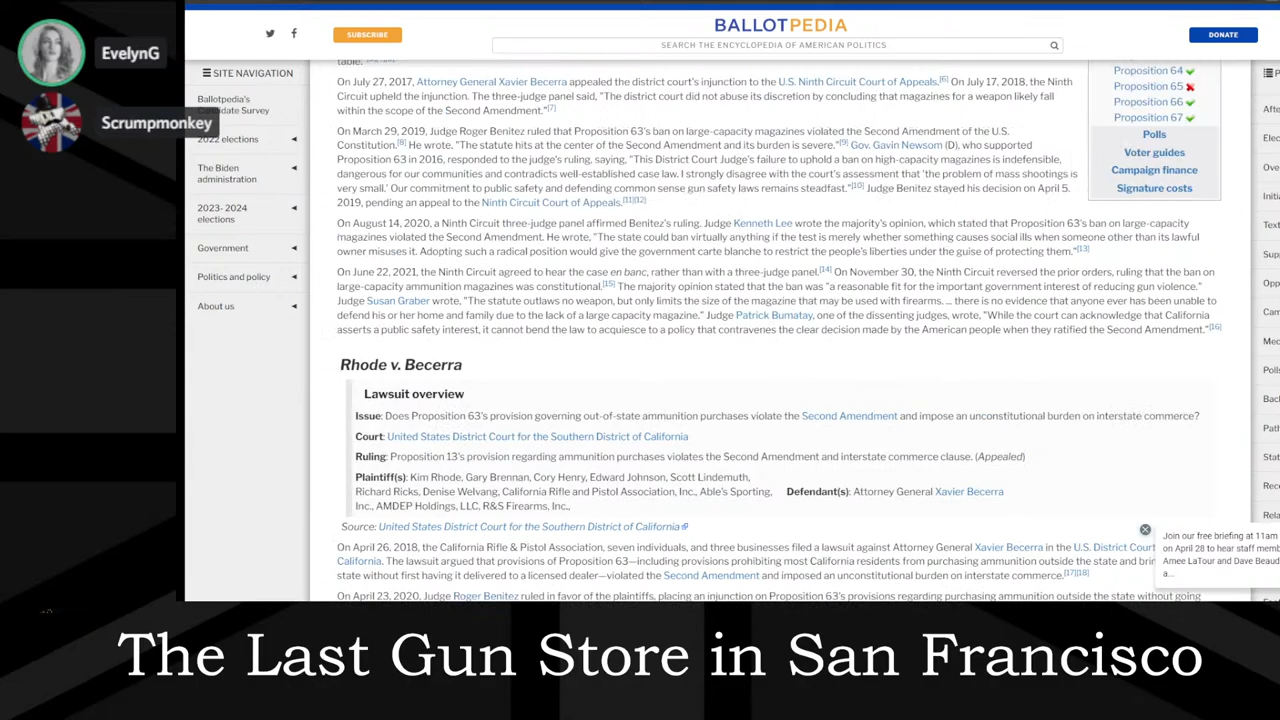 EvelynG
Scrumpmonkey
BALLOTPEDIA
SUBSCRIBE
SEARCH THE ENCYCLOPEDIA OF AMERICAN POLITICS
DONATE
SITE NAVIGATION
Ballotpedia's
Candidate Survey
2022 elections
The Biden
administration
2023- 2024
elections
Government
Politics and policy
About us
On July 27, 2017, Attorney General Xavier Becerra appealed the district court's injunction to the U.S. Ninth Circuit Court of Appeals.[6] On July 17, 2018, the Ninth
Circuit upheld the injunction. The three-judge panel said, "The district court did not abuse its discretion by concluding that magazines for a weapon likely fall
within the scope of the Second Amendment."[7]
On March 29, 2019, Judge Roger Benitez ruled that Proposition 63's ban on large-capacity magazines violated the Second Amendment of the U.S.
Constitution.[8] He wrote, "The statute hits at the center of the Second Amendment and its burden is severe."[9] Gov. Gavin Newsom (D), who supported
Proposition 63 in 2016, responded to the judge's ruling, saying, "This District Court Judge's failure to uphold a ban on high-capacity magazines is indefensible,
dangerous for our communities and contradicts well-established case law. I strongly disagree with the court's assessment that 'the problem of mass shootings is
very small.' Our commitment to public safety and defending common sense gun safety laws remains steadfast."[10] Judge Benitez stayed his decision on April 5.
2019, pending an appeal to the Ninth Circuit Court of Appeals.[11][12]
On August 14, 2020, a Ninth Circuit three-judge panel affirmed Benitez's ruling. Judge Kenneth Lee wrote the majority's opinion, which stated that Proposition 63's ban on large-capacity
magazines violated the Second Amendment. He wrote, "The state could ban virtually anything if the test is merely whether something causes social ills when someone other than its lawful
owner misuses it. Adopting such a radical position would give the government carte blanche to restrict the people's liberties under the guise of protecting them."[13]
On June 22, 2021, the Ninth Circuit agreed to hear the case en banc, rather than with a three-judge panel.[14] On November 30, the Ninth Circuit reversed the prior orders, ruling that the ban on
large-capacity ammunition magazines was constitutional.[15] The majority opinion stated that the ban was "a reasonable fit for the important government interest of reducing gun violence."
Judge Susan Graber wrote, "The statute outlaws no weapon, but only limits the size of the magazine that may be used with firearms. ... there is no evidence that anyone ever has been unable to
defend his or her home and family due to the lack of a large capacity magazine." Judge Patrick Bumatay, one of the dissenting judges, wrote, "While the court can acknowledge that California
asserts a public safety interest, it cannot bend the law to acquiesce to a policy that contravenes the clear decision made by the American people when they ratified the Second Amendment."[16]
Rhode v. Becerra
Lawsuit overview
Issue: Does Proposition 63's provision governing out-of-state ammunition purchases violate the Second Amendment and impose an unconstitutional burden on interstate commerce?
Court: United States District Court for the Southern District of California
Ruling: Proposition 13's provision regarding ammunition purchases violates the Second Amendment and interstate commerce clause. (Appealed)
Plaintiff(s): Kim Rhode, Gary Brennan, Cory Henry, Edward Johnson, Scott Lindemuth,
Richard Ricks, Denise Welvang, California Rifle and Pistol Association, Inc., Able's Sporting,
Inc., AMDEP Holdings, LLC, R&S Firearms, Inc.,
Defendant(s): Attorney General Xavier Becerra
Source: United States District Court for the Southern District of California
On April 26, 2018, the California Rifle & Pistol Association, seven individuals, and three businesses filed a lawsuit against Attorney General Xavier Becerra in the U.S. District Court
California. The lawsuit argued that provisions of Proposition 63—including provisions prohibiting most California residents from purchasing ammunition outside the state and brin
state without first having it delivered to a licensed dealer—violated the Second Amendment and imposed an unconstitutional burden on interstate commerce.[17][18]
On April 23, 2020, Judge Roger Benitez ruled in favor of the plaintiffs, placing an injunction on Proposition 63's provisions regarding purchasing ammunition outside the state without going
Proposition 64
Proposition 65
Proposition 66
Proposition 67
Polls
Voter guides
Campaign finance
Signature costs
Join our free briefing at 11am
on April 28 to hear staff memb
Amee LaTour and Dave Beaud
a...
The Last Gun Store in San Francisco